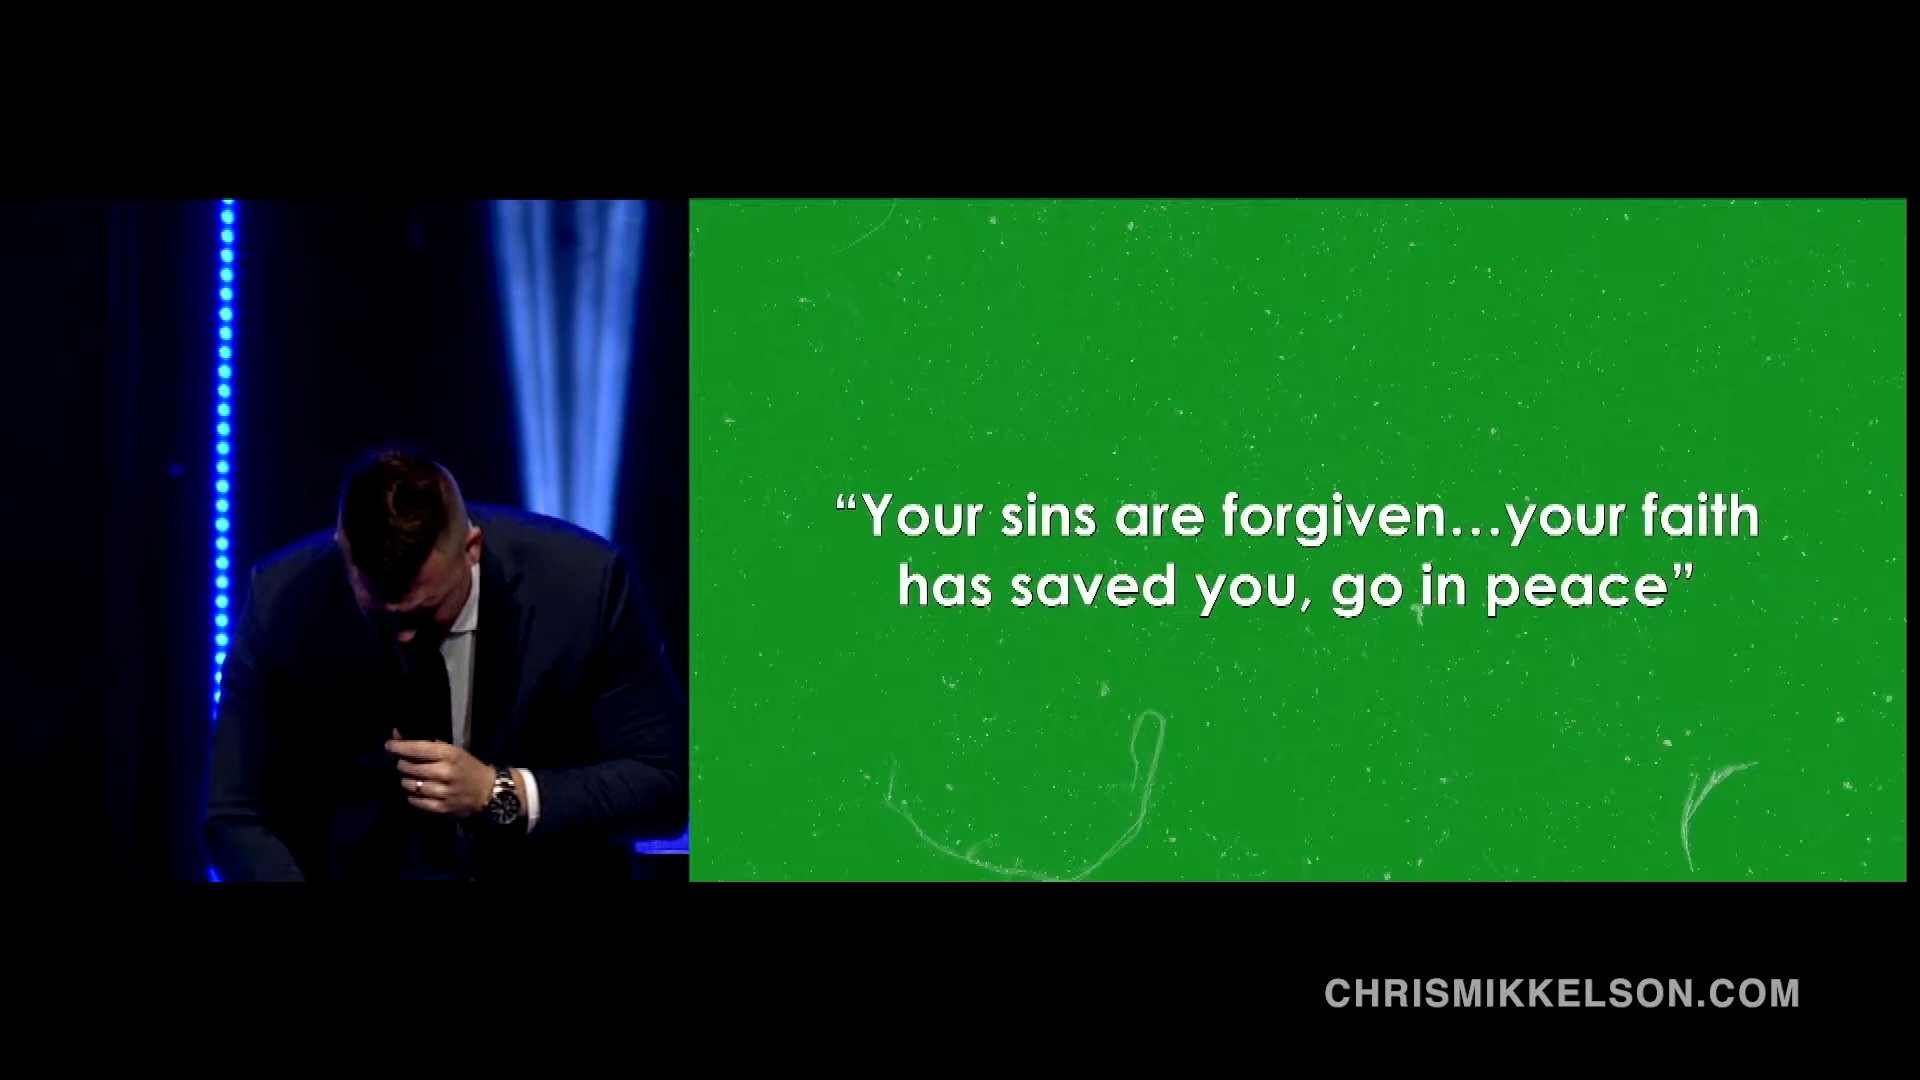 “Your sins are forgiven...your faith
has saved you, go in peace”
CHRISMIKKELSON.COM